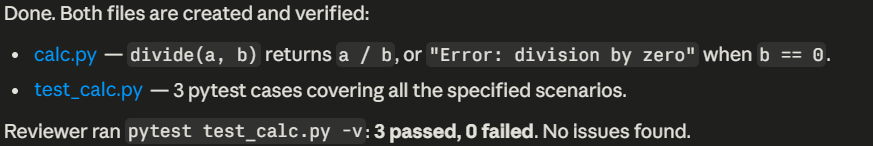 Done. Both files are created and verified:
• calc.py — divide(a, b) returns a / b, or "Error: division by zero" when b == 0.
• test_calc.py — 3 pytest cases covering all the specified scenarios.
Reviewer ran pytest test_calc.py -v: 3 passed, 0 failed. No issues found.